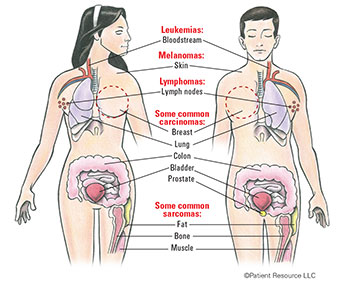 Leukemias:
Bloodstream
Melanomas:
Skin
Lymphomas:
Lymph nodes
Some common
carcinomas:
Breast
Lung
Colon
Bladder
Prostate
Some common
sarcomas:
Fat
Bone
Muscle
©Patient Resource LLC